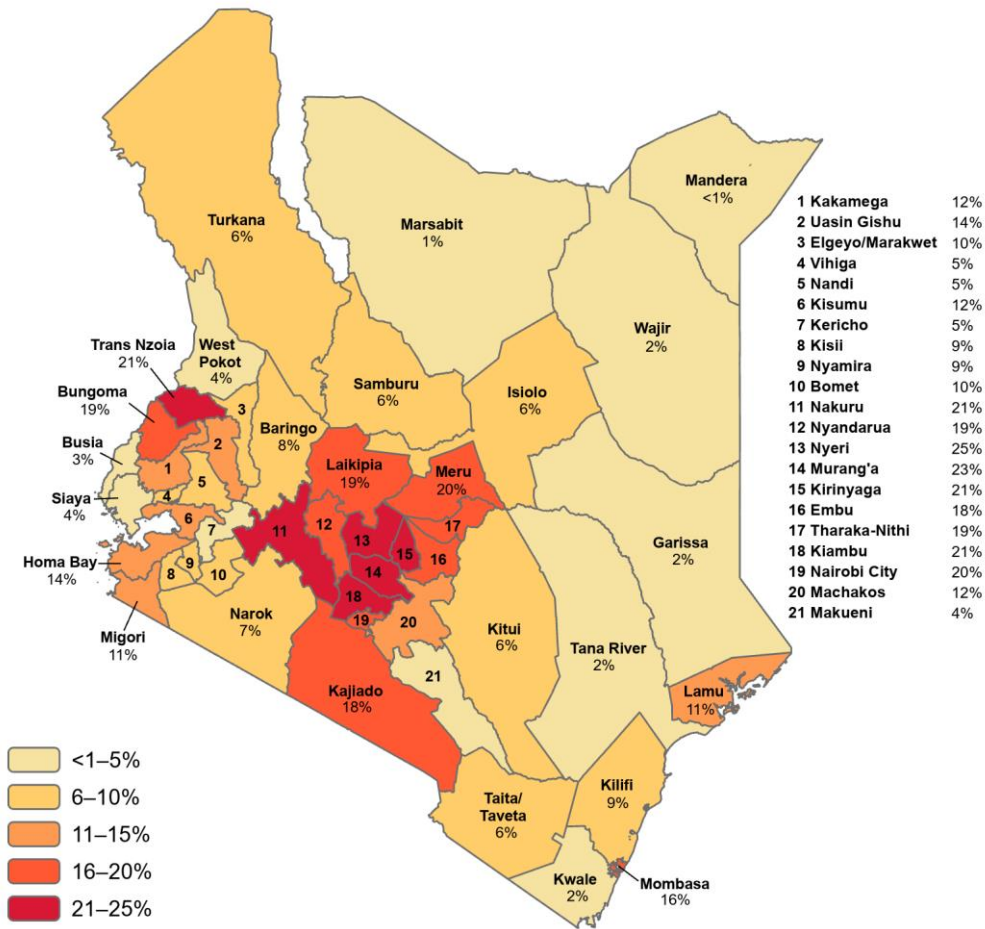 Turkana
6%
Marsabit
1%
Mandera
<1%
Wajir
2%
West
Pokot
4%
Trans Nzoia
21%
Bungoma
19%
Busia
3%
Siaya
4%
Homa Bay
14%
Migori
11%
Samburu
6%
Isiolo
6%
Baringo
8%
Laikipia
19%
Meru
20%
Garissa
2%
Narok
7%
Kajiado
18%
Kitui
6%
Tana River
2%
Lamu
11%
Taita/
Taveta
6%
Kilifi
9%
Kwale
2%
Mombasa
16%
1
2
3
4
5
6
7
8
9
10
11
12
13
14
15
16
17
18
19
20
21
1 Kakamega 12%
2 Uasin Gishu 14%
3 Elgeyo/Marakwet 10%
4 Vihiga 5%
5 Nandi 5%
6 Kisumu 12%
7 Kericho 5%
8 Kisii 9%
9 Nyamira 9%
10 Bomet 10%
11 Nakuru 21%
12 Nyandarua 19%
13 Nyeri 25%
14 Murang'a 23%
15 Kirinyaga 21%
16 Embu 18%
17 Tharaka-Nithi 19%
18 Kiambu 21%
19 Nairobi City 20%
20 Machakos 12%
21 Makueni 4%
<1–5%
6–10%
11–15%
16–20%
21–25%